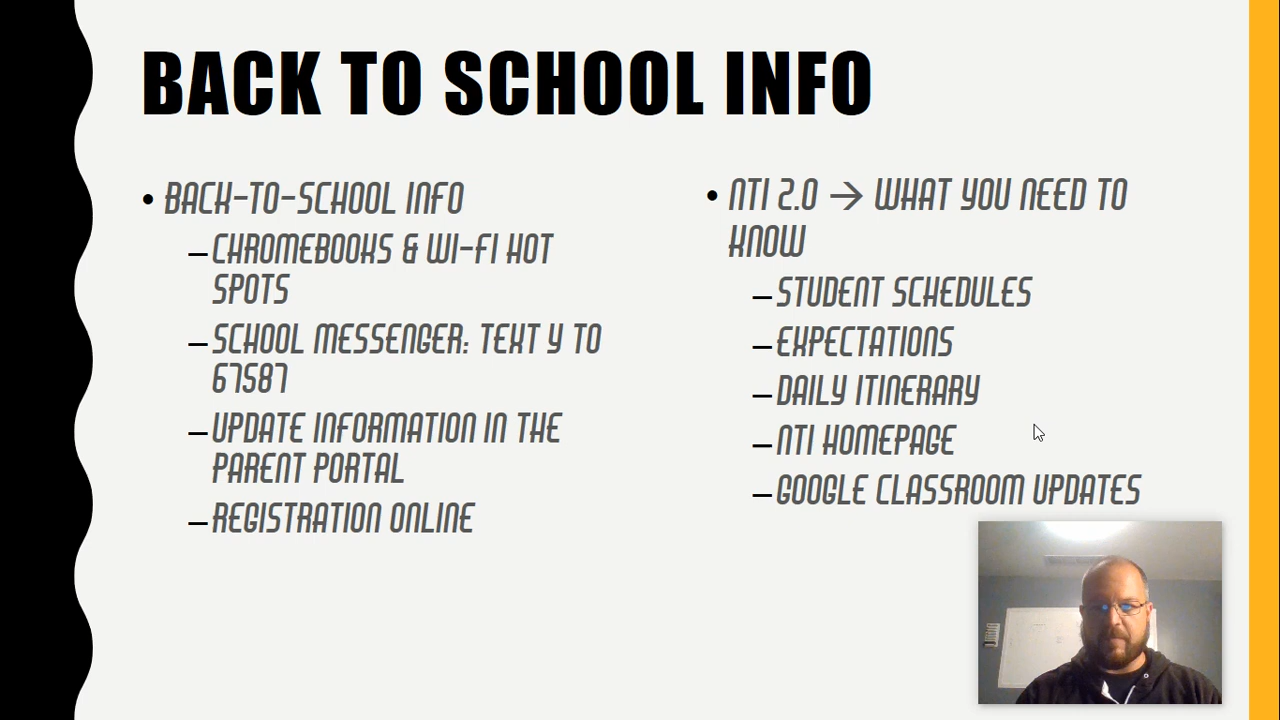 BACK TO SCHOOL INFO
• BACK-TO-SCHOOL INFO
– CHROMEBOOKS & WI-FI HOT
SPOTS
– SCHOOL MESSENGER: TEXT Y TO
67587
– UPDATE INFORMATION IN THE
PARENT PORTAL
– REGISTRATION ONLINE
• NTI 2.0 → WHAT YOU NEED TO
KNOW
– STUDENT SCHEDULES
– EXPECTATIONS
– DAILY ITINERARY
– NTI HOMEPAGE
– GOOGLE CLASSROOM UPDATES